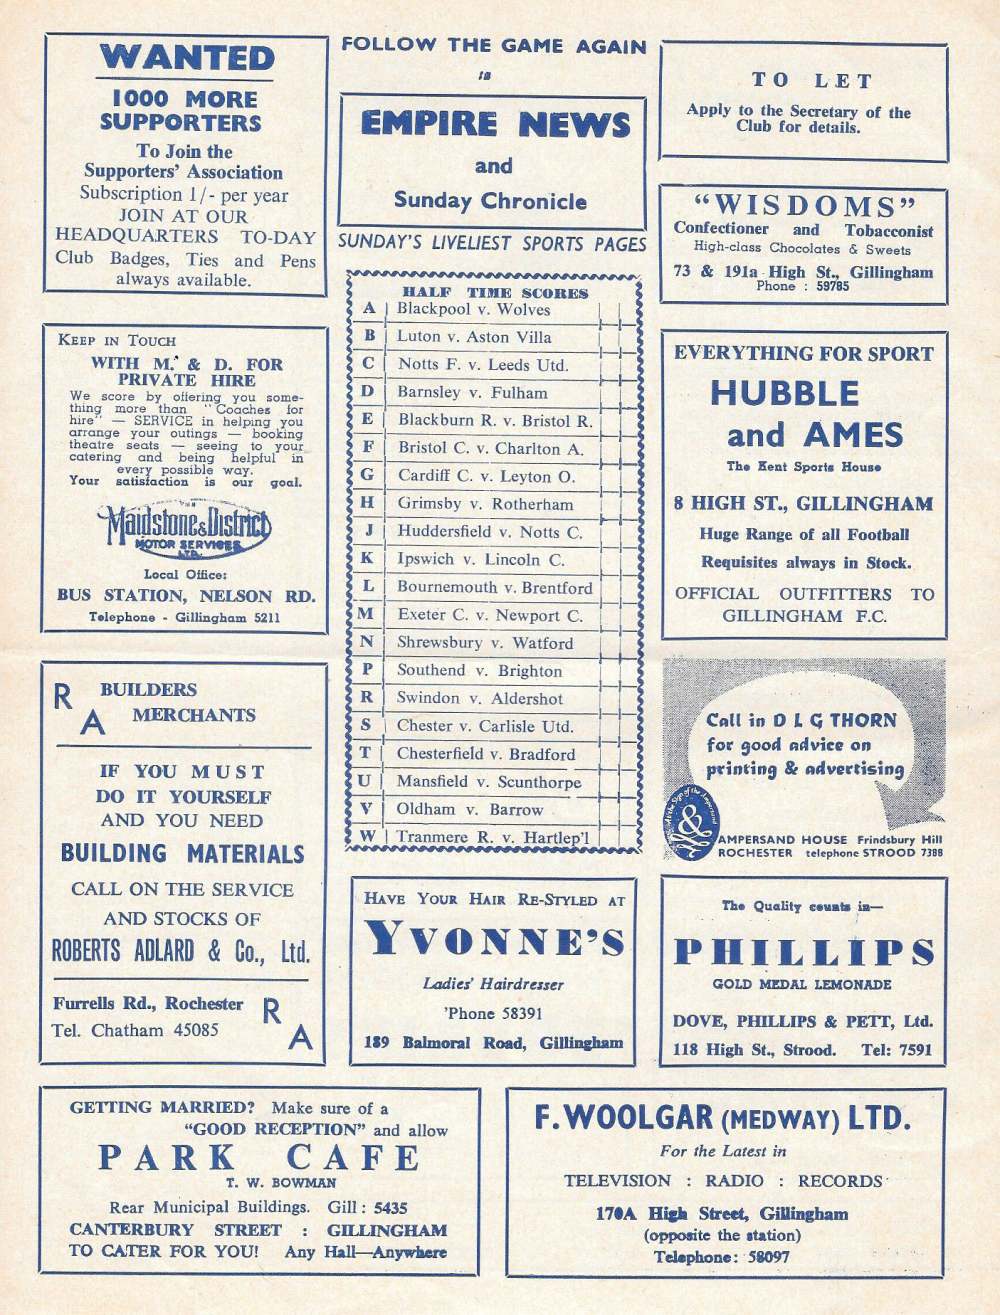 WANTED
1000 MORE
SUPPORTERS
To Join the
Supporters' Association
Subscription 1/- per year
JOIN AT OUR
HEADQUARTERS TO-DAY
Club Badges, Ties and Pens
always available.
KEEP IN TOUCH
WITH M. & D. FOR
PRIVATE HIRE
We score by offering you some-
thing more than "Coaches for
hire" — SERVICE in helping you
arrange your outings — booking
theatre seats — seeing to your
catering and being helpful in
every possible way.
Your satisfaction is our goal.
Maidstone & District
MOTOR SERVICES
LTD.
Local Office:
BUS STATION, NELSON RD.
Telephone - Gillingham 5211
RA
BUILDERS
MERCHANTS
IF YOU MUST
DO IT YOURSELF
AND YOU NEED
BUILDING MATERIALS
CALL ON THE SERVICE
AND STOCKS OF
ROBERTS ADLARD & Co., Ltd.
Furrells Rd., Rochester
Tel. Chatham 45085
RA
FOLLOW THE GAME AGAIN
in
EMPIRE NEWS
and
Sunday Chronicle
SUNDAY'S LIVELIEST SPORTS PAGES
HALF TIME SCORES
A Blackpool v. Wolves
B Luton v. Aston Villa
C Notts F. v. Leeds Utd.
D Barnsley v. Fulham
E Blackburn R. v. Bristol R.
F Bristol C. v. Charlton A.
G Cardiff C. v. Leyton O.
H Grimsby v. Rotherham
J Huddersfield v. Notts C.
K Ipswich v. Lincoln C.
L Bournemouth v. Brentford
M Exeter C. v. Newport C.
N Shrewsbury v. Watford
P Southend v. Brighton
R Swindon v. Aldershot
S Chester v. Carlisle Utd.
T Chesterfield v. Bradford
U Mansfield v. Scunthorpe
V Oldham v. Barrow
W Tranmere R. v. Hartlep'l
HAVE YOUR HAIR RE-STYLED AT
YVONNE'S
Ladies' Hairdresser
'Phone 58391
189 Balmoral Road, Gillingham
TO LET
Apply to the Secretary of the
Club for details.
"WISDOMS"
Confectioner and Tobacconist
High-class Chocolates & Sweets
73 & 191a High St., Gillingham
Phone : 59785
EVERYTHING FOR SPORT
HUBBLE
and AMES
The Kent Sports House
8 HIGH ST., GILLINGHAM
Huge Range of all Football
Requisites always in Stock.
OFFICIAL OUTFITTERS TO
GILLINGHAM F.C.
Call in D L G THORN
for good advice on
printing & advertising
At the Sign of the Ampersand
&
AMPERSAND HOUSE Frindsbury Hill
ROCHESTER telephone STROOD 7388
The Quality counts in—
PHILLIPS
GOLD MEDAL LEMONADE
DOVE, PHILLIPS & PETT, Ltd.
118 High St., Strood. Tel: 7591
GETTING MARRIED? Make sure of a
"GOOD RECEPTION" and allow
PARK CAFE
T. W. BOWMAN
Rear Municipal Buildings. Gill : 5435
CANTERBURY STREET : GILLINGHAM
TO CATER FOR YOU! Any Hall—Anywhere
F. WOOLGAR (MEDWAY) LTD.
For the Latest in
TELEVISION : RADIO : RECORDS
170A High Street, Gillingham
(opposite the station)
Telephone: 58097